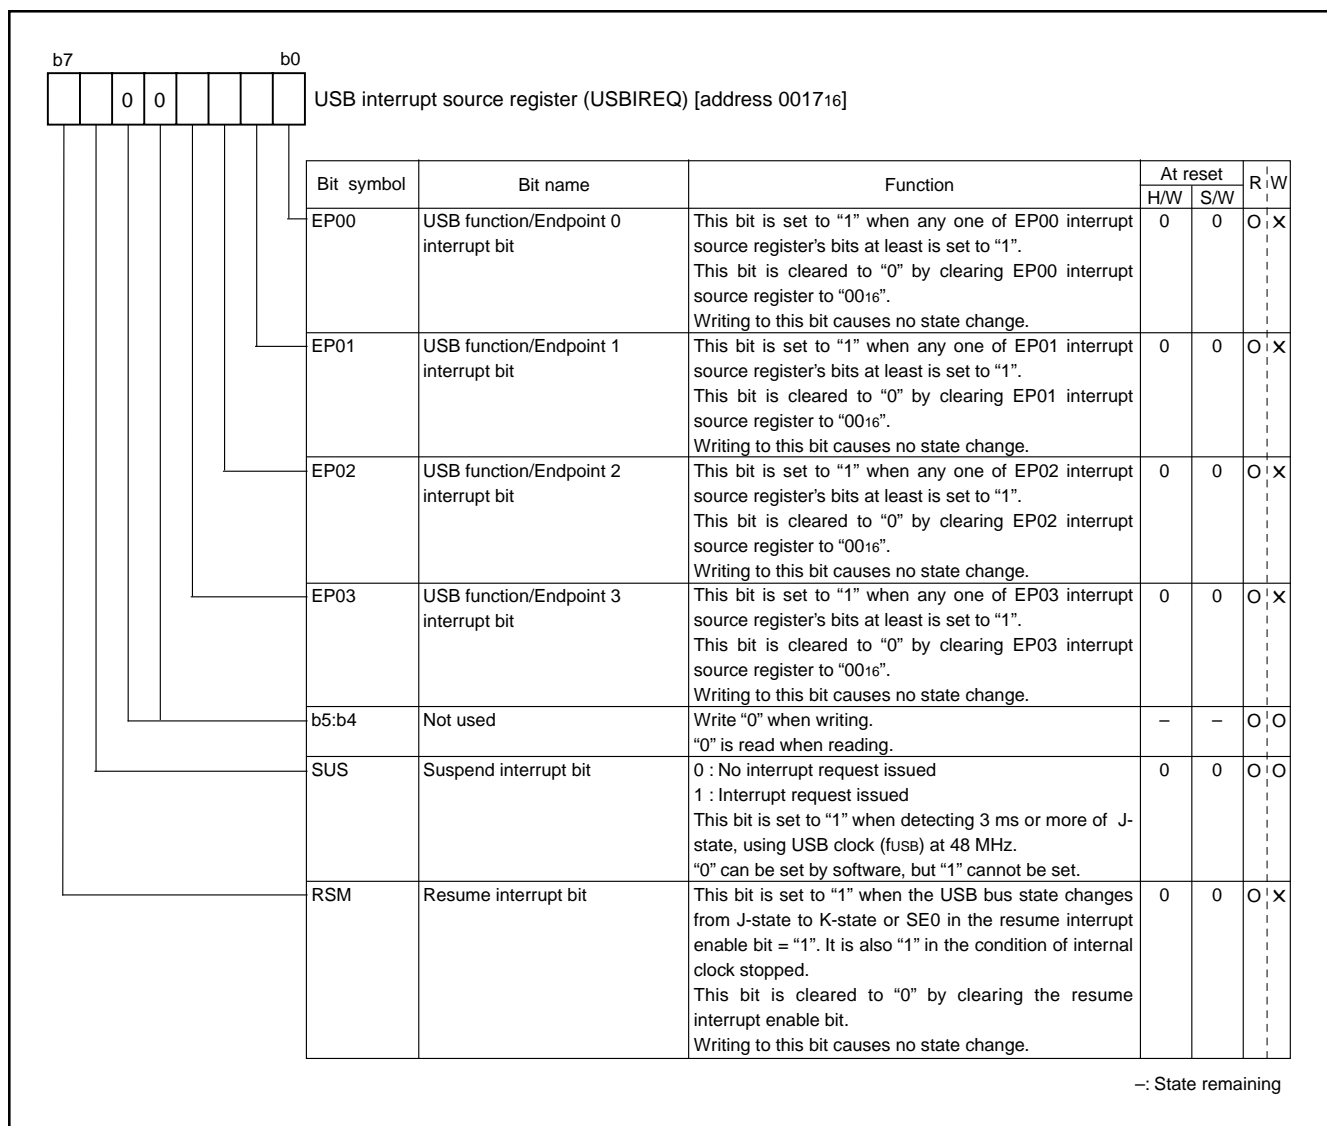 b7 b0
0 0
USB interrupt source register (USBIREQ) [address 001716]
Bit symbol Bit name Function At reset R W
H/W S/W
EP00 USB function/Endpoint 0 This bit is set to “1” when any one of EP00 interrupt 0 0 O X
interrupt bit source register’s bits at least is set to “1”.
This bit is cleared to “0” by clearing EP00 interrupt
source register to “0016”.
Writing to this bit causes no state change.
EP01 USB function/Endpoint 1 This bit is set to “1” when any one of EP01 interrupt 0 0 O X
interrupt bit source register’s bits at least is set to “1”.
This bit is cleared to “0” by clearing EP01 interrupt
source register to “0016”.
Writing to this bit causes no state change.
EP02 USB function/Endpoint 2 This bit is set to “1” when any one of EP02 interrupt 0 0 O X
interrupt bit source register’s bits at least is set to “1”.
This bit is cleared to “0” by clearing EP02 interrupt
source register to “0016”.
Writing to this bit causes no state change.
EP03 USB function/Endpoint 3 This bit is set to “1” when any one of EP03 interrupt 0 0 O X
interrupt bit source register’s bits at least is set to “1”.
This bit is cleared to “0” by clearing EP03 interrupt
source register to “0016”.
Writing to this bit causes no state change.
b5:b4 Not used Write “0” when writing. – – O O
“0” is read when reading.
SUS Suspend interrupt bit 0 : No interrupt request issued 0 0 O O
1 : Interrupt request issued
This bit is set to “1” when detecting 3 ms or more of J-
state, using USB clock (fUSB) at 48 MHz.
“0” can be set by software, but “1” cannot be set.
RSM Resume interrupt bit This bit is set to “1” when the USB bus state changes 0 0 O X
from J-state to K-state or SE0 in the resume interrupt
enable bit = “1”. It is also “1” in the condition of internal
clock stopped.
This bit is cleared to “0” by clearing the resume
interrupt enable bit.
Writing to this bit causes no state change.
–: State remaining